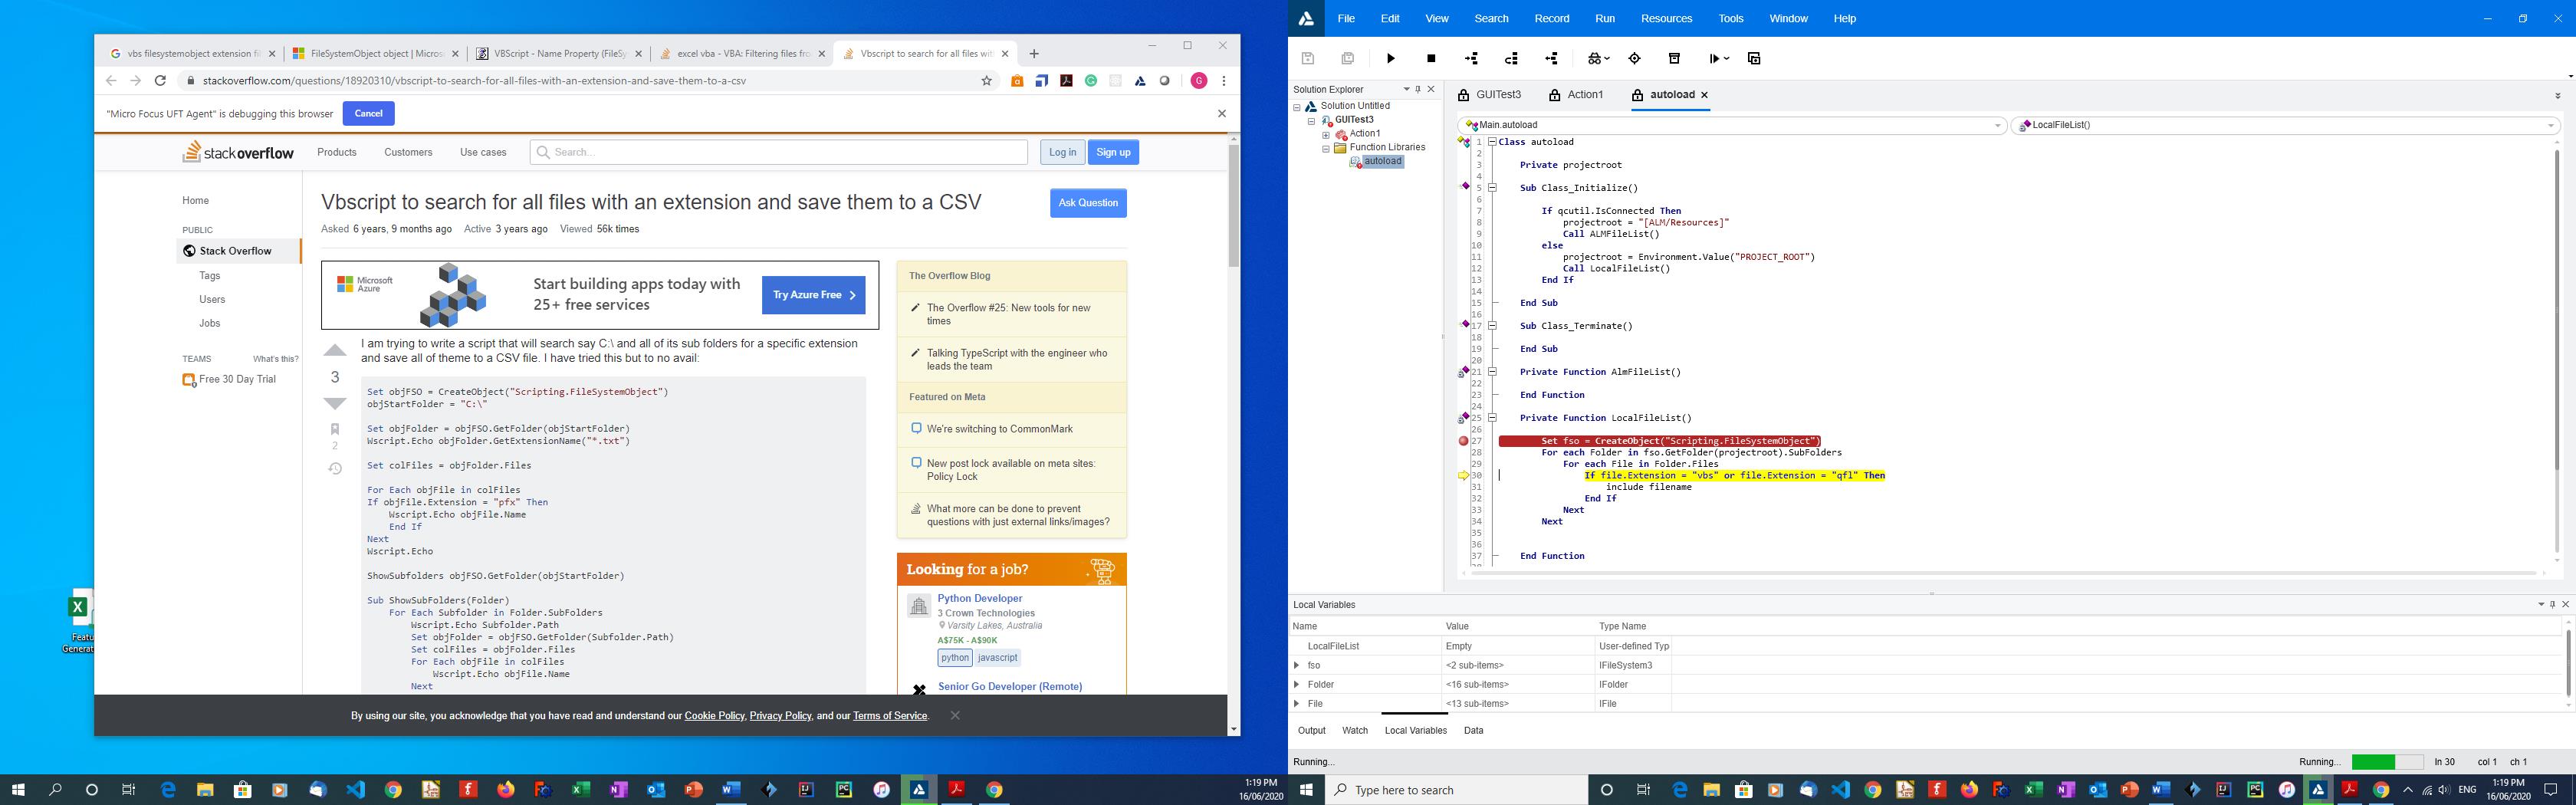 vbs filesystemobject extension fi
FileSystemObject object | Micros
VBScript - Name Property (FileSy
excel vba - VBA: Filtering files fro
Vbscript to search for all files wit
stackoverflow.com/questions/18920310/vbscript-to-search-for-all-files-with-an-extension-and-save-them-to-a-csv
G
"Micro Focus UFT Agent" is debugging this browser
Cancel
stackoverflow
Products
Customers
Use cases
Search...
Log in
Sign up
Home
PUBLIC
Stack Overflow
Tags
Users
Jobs
TEAMS
What's this?
Free 30 Day Trial
Vbscript to search for all files with an extension and save them to a CSV
Ask Question
Asked 6 years, 9 months ago Active 3 years ago Viewed 56k times
Microsoft
Azure
Start building apps today with
25+ free services
Try Azure Free
3
2
I am trying to write a script that will search say C:\ and all of its sub folders for a specific extension
and save all of theme to a CSV file. I have tried this but to no avail:
Set objFSO = CreateObject("Scripting.FileSystemObject")
objStartFolder = "C:\"
Set objFolder = objFSO.GetFolder(objStartFolder)
Wscript.Echo objFolder.GetExtensionName("*.txt")
Set colFiles = objFolder.Files
For Each objFile in colFiles
If objFile.Extension = "pfx" Then
Wscript.Echo objFile.Name
End If
Next
Wscript.Echo
ShowSubfolders objFSO.GetFolder(objStartFolder)
Sub ShowSubFolders(Folder)
For Each Subfolder in Folder.SubFolders
Wscript.Echo Subfolder.Path
Set objFolder = objFSO.GetFolder(Subfolder.Path)
Set colFiles = objFolder.Files
For Each objFile in colFiles
Wscript.Echo objFile.Name
Next
The Overflow Blog
The Overflow #25: New tools for new
times
Talking TypeScript with the engineer who
leads the team
Featured on Meta
We're switching to CommonMark
New post lock available on meta sites:
Policy Lock
What more can be done to prevent
questions with just external links/images?
Looking for a job?
Python Developer
3 Crown Technologies
Varsity Lakes, Australia
A$75K - A$90K
python
javascript
Senior Go Developer (Remote)
By using our site, you acknowledge that you have read and understand our Cookie Policy, Privacy Policy, and our Terms of Service.
Featu
Generat
1:19 PM
16/06/2020
File Edit View Search Record Run Resources Tools Window Help
Solution Explorer
Solution Untitled
GUITest3
Action1
Function Libraries
autoload
GUITest3
Action1
autoload
Main.autoload
LocalFileList()
1 Class autoload
2
3 Private projectroot
4
5 Sub Class_Initialize()
6
7 If qcutil.IsConnected Then
8 projectroot = "[ALM/Resources]"
9 Call ALMFileList()
10 else
11 projectroot = Environment.Value("PROJECT_ROOT")
12 Call LocalFileList()
13 End If
14
15 End Sub
16
17 Sub Class_Terminate()
18
19 End Sub
20
21 Private Function AlmFileList()
22
23 End Function
24
25 Private Function LocalFileList()
26
27 Set fso = CreateObject("Scripting.FileSystemObject")
28 For each Folder in fso.GetFolder(projectroot).SubFolders
29 For each File in Folder.Files
30 If file.Extension = "vbs" or file.Extension = "qfl" Then
31 include filename
32 End If
33 Next
34 Next
35
36
37 End Function
Local Variables
Name Value Type Name
LocalFileList Empty User-defined Typ
fso <2 sub-items> IFileSystem3
Folder <16 sub-items> IFolder
File <13 sub-items> IFile
Output Watch Local Variables Data
Running...
Running... ln 30 col 1 ch 1
Type here to search
ENG
1:19 PM
16/06/2020